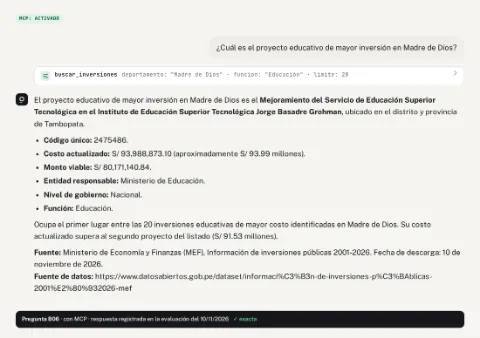 MCP: ACTIVADO
¿Cuál es el proyecto educativo de mayor inversión en Madre de Dios?
buscar_inversiones departamento: "Madre de Dios" · funcion: "Educación" · limite: 20
El proyecto educativo de mayor inversión en Madre de Dios es el Mejoramiento del Servicio de Educación Superior
Tecnológica en el Instituto de Educación Superior Tecnológica Jorge Basadre Grohman, ubicado en el distrito y provincia
de Tambopata.
• Código único: 2475486.
• Costo actualizado: S/ 93,988,873.10 (aproximadamente S/ 93.99 millones).
• Monto viable: S/ 80,171,140.84.
• Entidad responsable: Ministerio de Educación.
• Nivel de gobierno: Nacional.
• Función: Educación.
Ocupa el primer lugar entre las 20 inversiones educativas de mayor costo identificadas en Madre de Dios. Su costo
actualizado supera al segundo proyecto del listado (S/ 91.53 millones).
Fuente: Ministerio de Economía y Finanzas (MEF), Información de inversiones públicas 2001-2026. Fecha de descarga: 10 de
noviembre de 2026.
Fuente de datos: https://www.datosabiertos.gob.pe/dataset/informaci%C3%B3n-de-inversiones-p%C3%BAblicas-
2001%E2%80%932026-mef
Pregunta B06 · con MCP · respuesta registrada en la evaluación del 10/11/2026 ✓ exacta